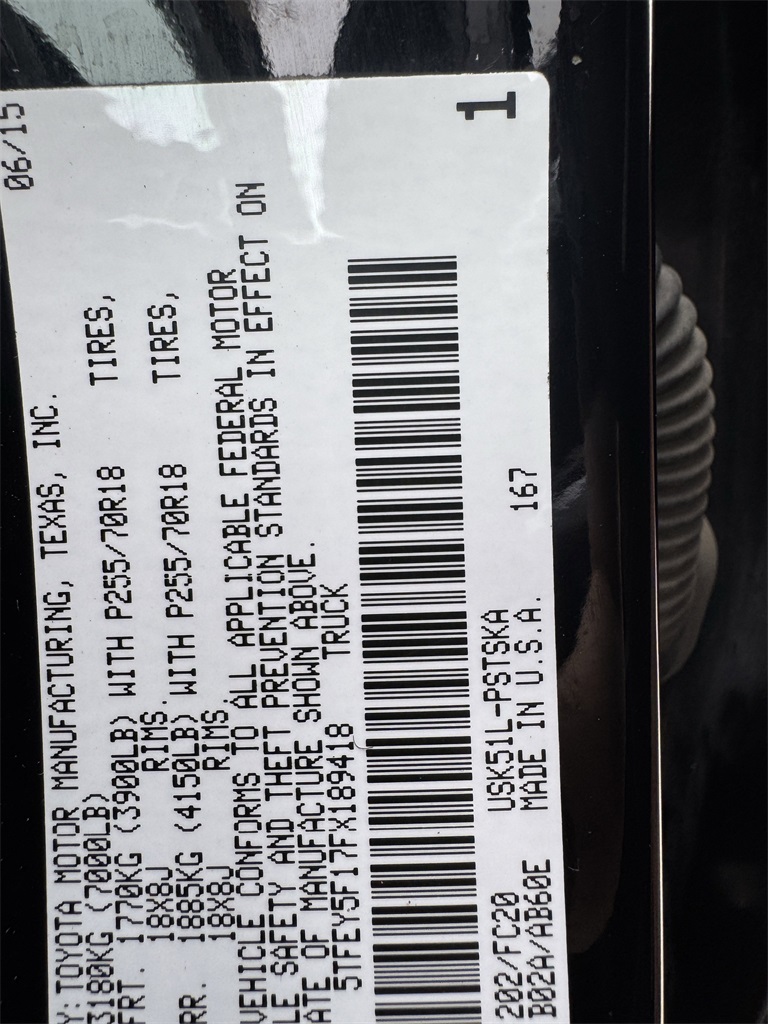 Y:TOYOTA MOTOR MANUFACTURING, TEXAS, INC. 06/15
3180KG (7000LB)
FRT. 1770KG (3900LB) WITH P255/70R18 TIRES,
18X8J RIMS.
RR. 1885KG (4150LB) WITH P255/70R18 TIRES,
18X8J RIMS.
VEHICLE CONFORMS TO ALL APPLICABLE FEDERAL MOTOR
LE SAFETY AND THEFT PREVENTION STANDARDS IN EFFECT ON
ATE OF MANUFACTURE SHOWN ABOVE.
5TFEY5F17FX189418 TRUCK
1
202/FC20 USK51L-PSTSKA
B02A/AB60E MADE IN U.S.A. 167